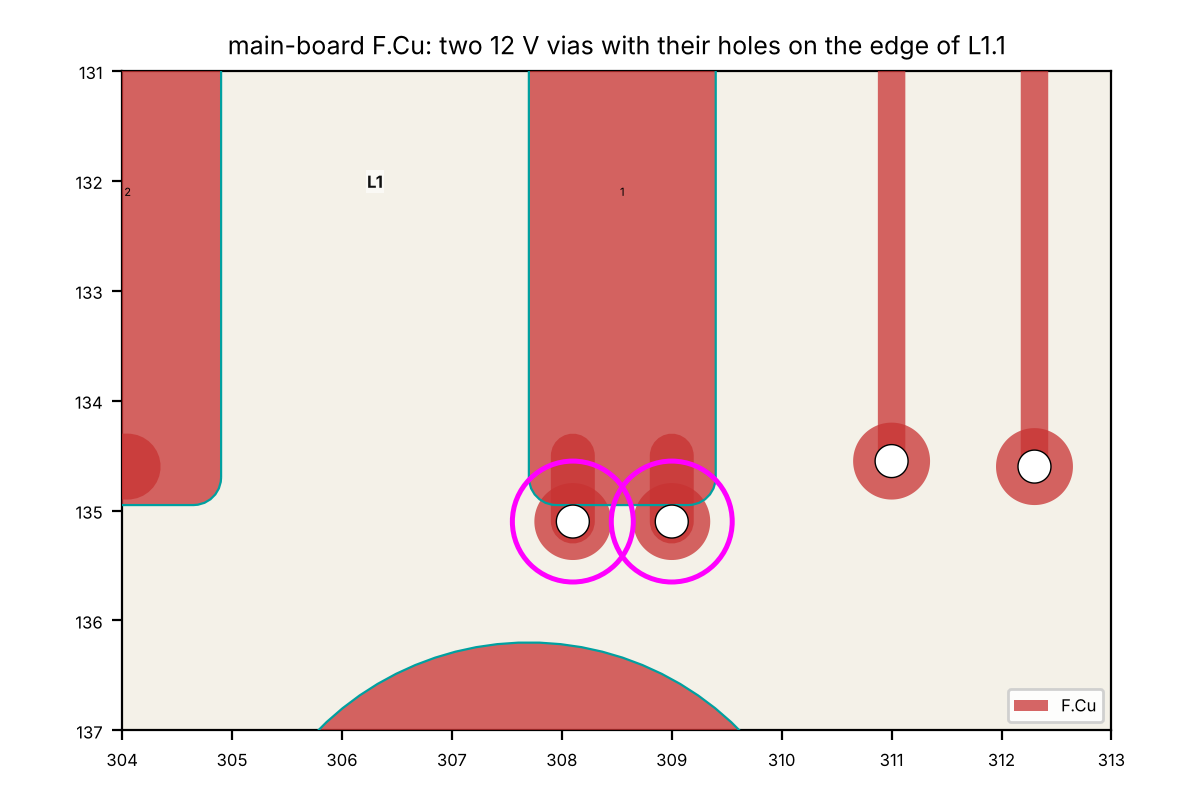 main-board F.Cu: two 12 V vias with their holes on the edge of L1.1
131
132
133
134
135
136
137
2
L1
1
F.Cu
304 305 306 307 308 309 310 311 312 313